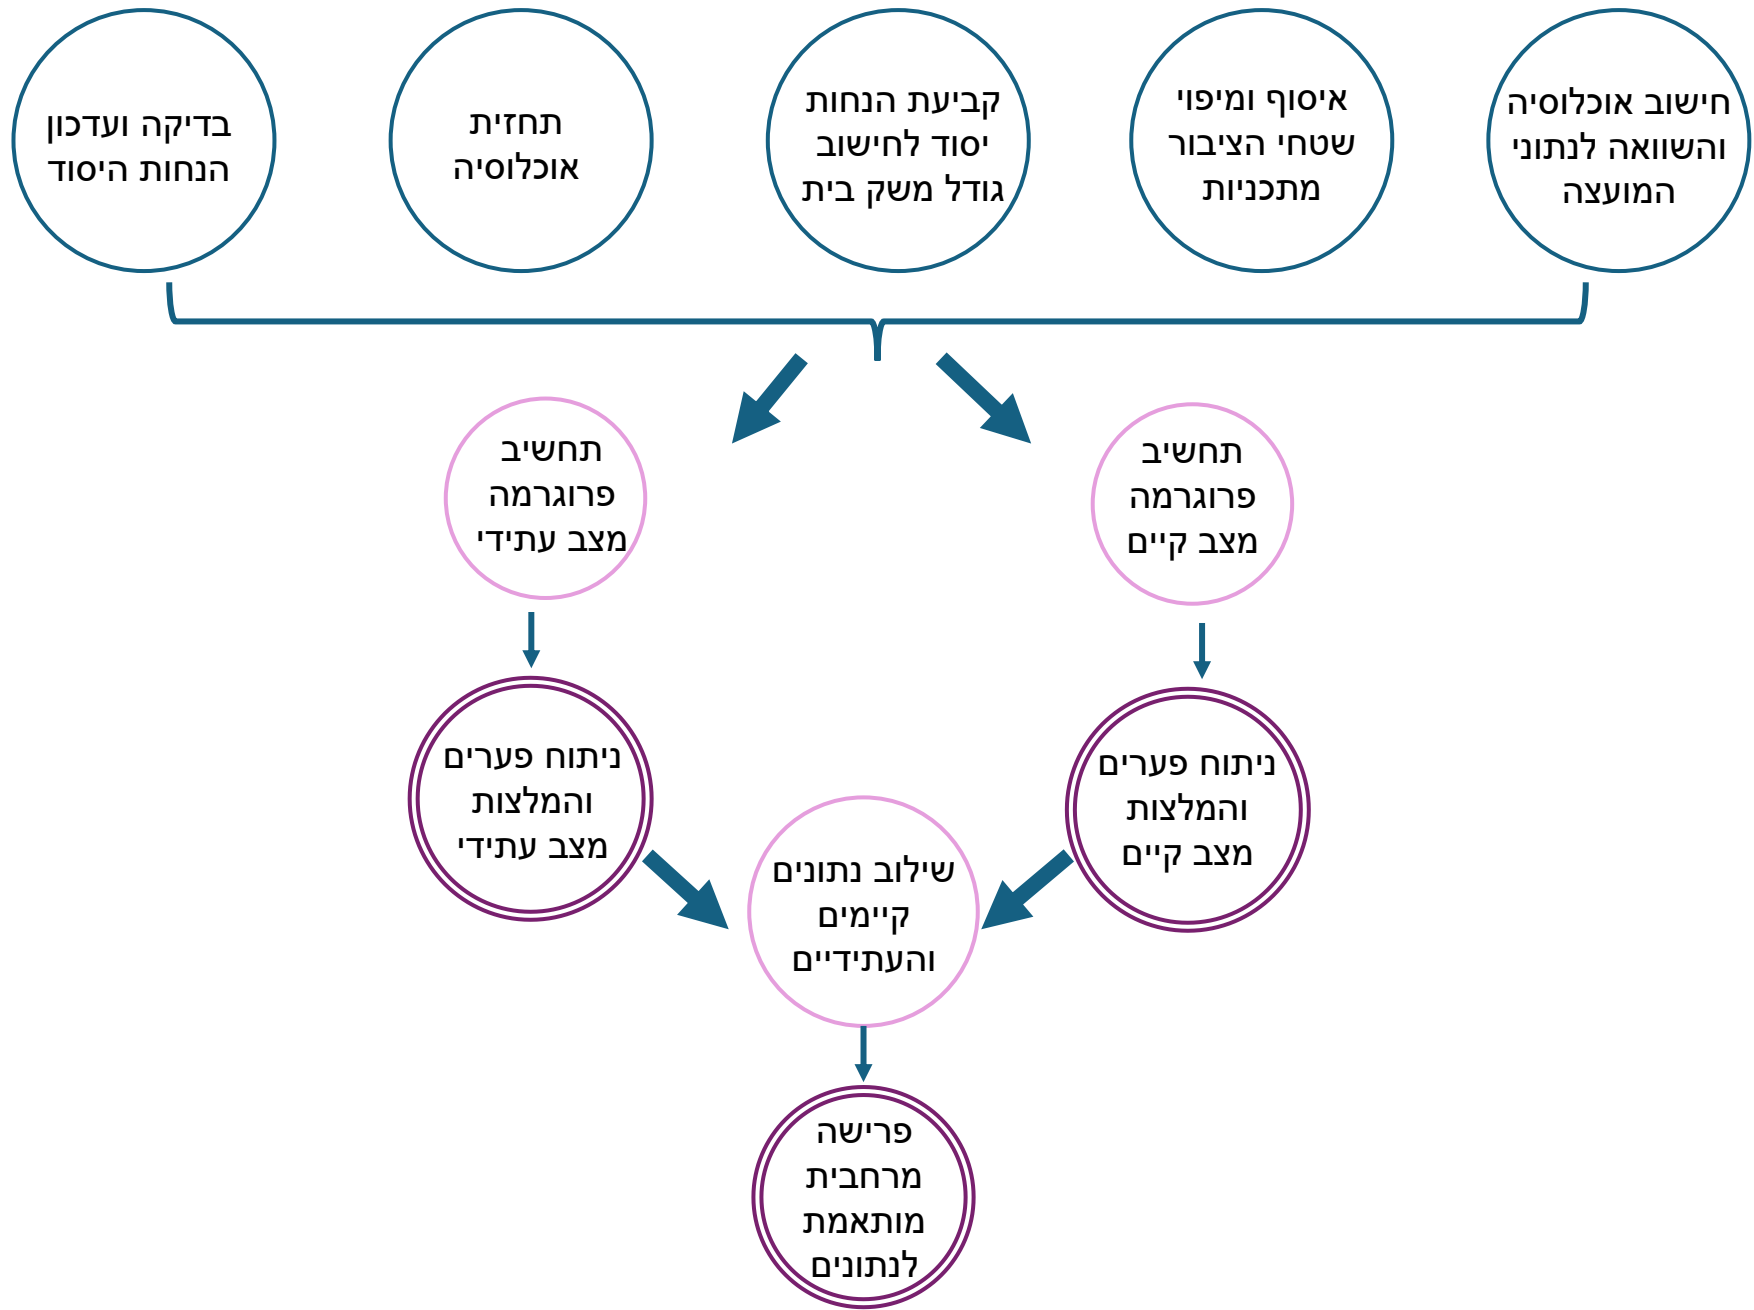 חישוב אוכלוסיה
והשוואה לנתוני
המועצה
איסוף ומיפוי
שטחי הציבור
מתכניות
קביעת הנחות
יסוד לחישוב
גודל משק בית
תחזית
אוכלוסיה
בדיקה ועדכון
הנחות היסוד
תחשיב
פרוגרמה
מצב קיים
תחשיב
פרוגרמה
מצב עתידי
ניתוח פערים
והמלצות
מצב קיים
ניתוח פערים
והמלצות
מצב עתידי
שילוב נתונים
קיימים
והעתידיים
פרישה
מרחבית
מותאמת
לנתונים